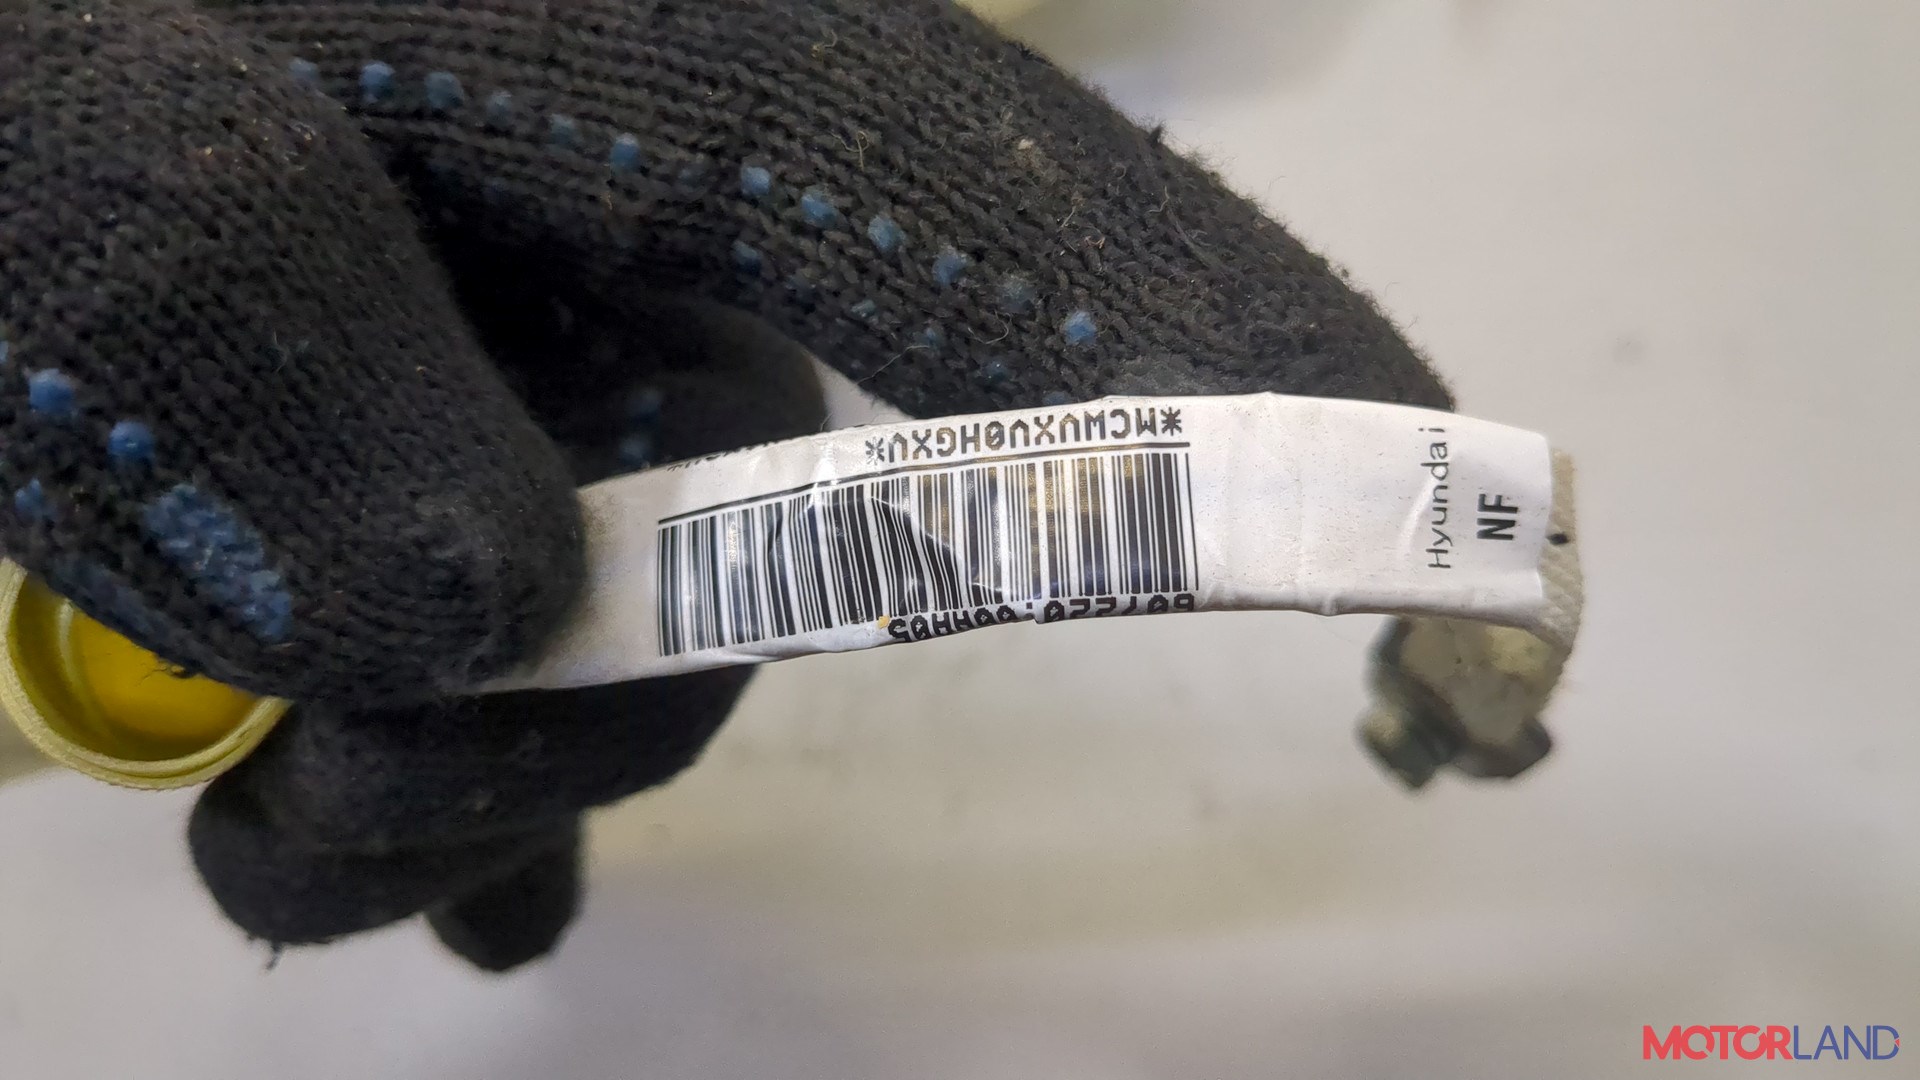 *MCWVXV0HGXV*
Hyundai
NF
MOTORLAND